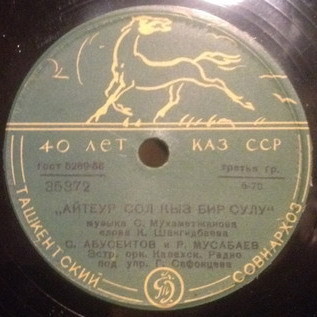 40 ЛЕТ КАЗ ССР
гост 5289-56 третья гр.
35372 6-70
„АЙТЕУР СОЛ КЫЗ БИР СУЛУ"
музыка С. Мухаметжанова
слова К. Шангидбаева
С. АБУСЕИТОВ и Р. МУСАБАЕВ
Эстр. орк. Казахск. Радио
под упр. Г. Сафонцева
ТАШКЕНТСКИЙ СОВНАРХОЗ